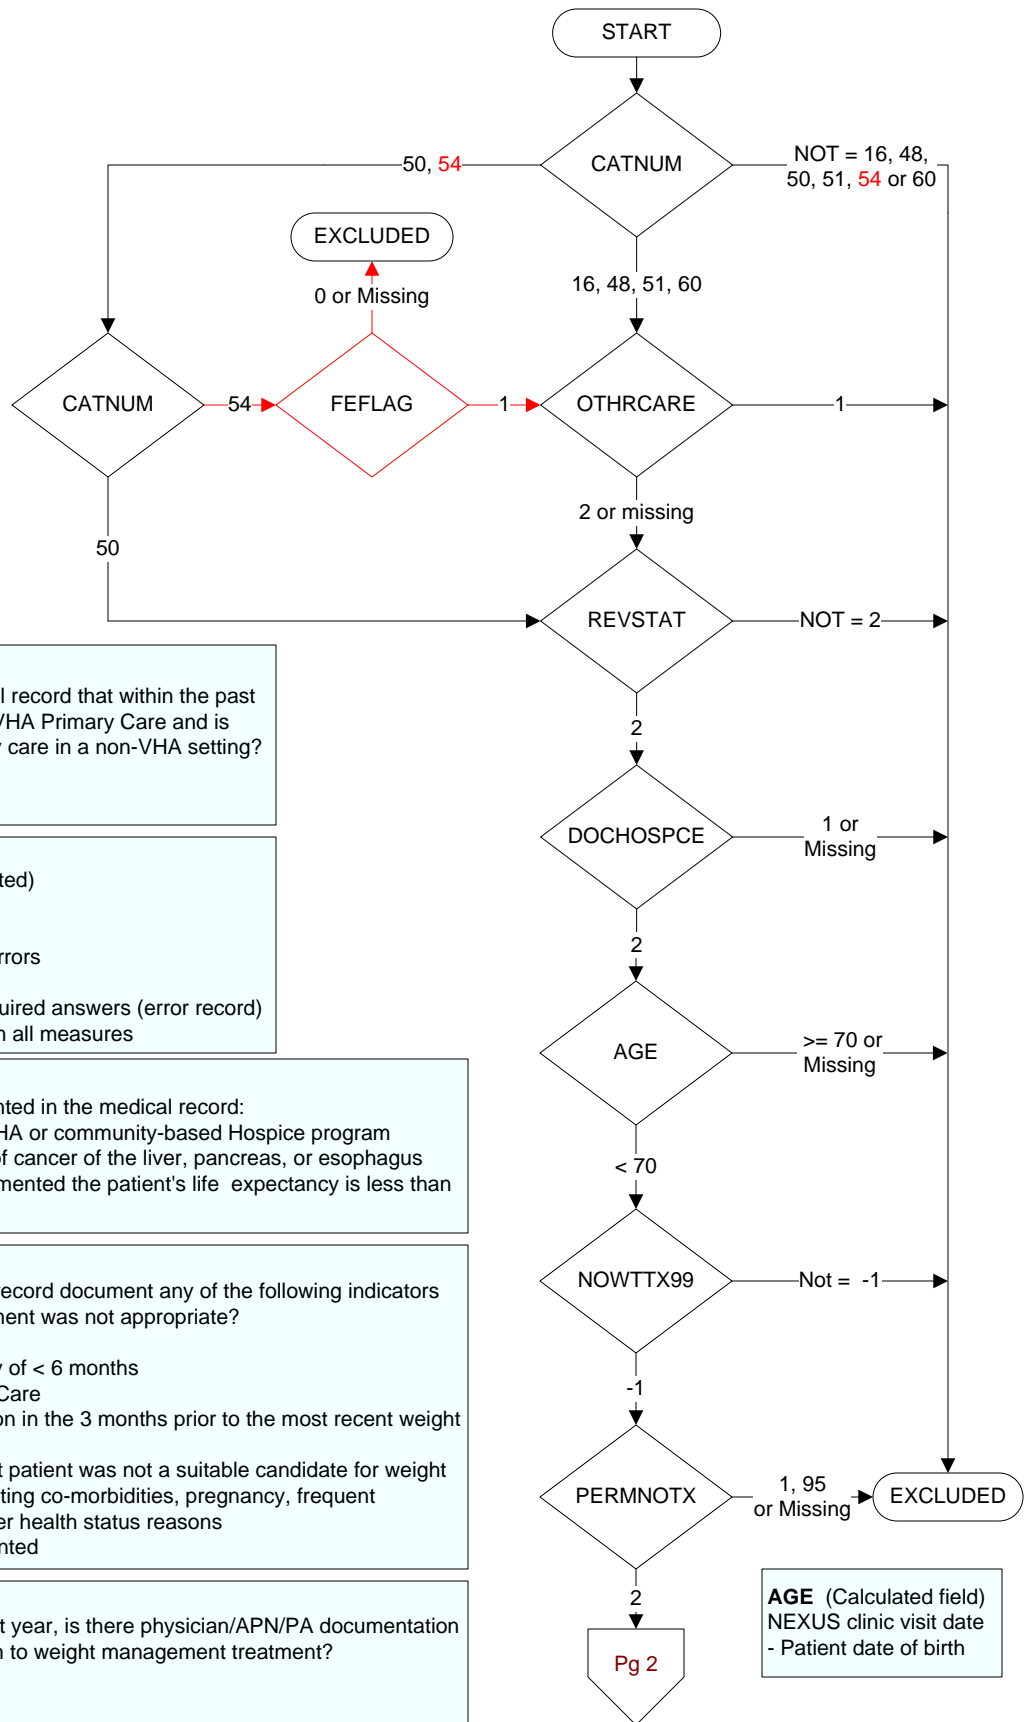 START
CATNUM
50, 54
NOT = 16, 48,
50, 51, 54 or 60
EXCLUDED
0 or Missing
16, 48, 51, 60
CATNUM
54
FEFLAG
1
OTHRCARE
1
2 or missing
50
REVSTAT
NOT = 2
2
l record that within the past
VHA Primary Care and is
care in a non-VHA setting?
DOCHOSPCE
1 or
Missing
2
ted)
rrors
uired answers (error record)
all measures
AGE
>= 70 or
Missing
< 70
nted in the medical record:
HA or community-based Hospice program
of cancer of the liver, pancreas, or esophagus
mented the patient's life expectancy is less than
NOWTTX99
Not = -1
-1
record document any of the following indicators
ment was not appropriate?
of < 6 months
Care
on in the 3 months prior to the most recent weight
t patient was not a suitable candidate for weight
ting co-morbidities, pregnancy, frequent
er health status reasons
nted
PERMNOTX
1, 95
or Missing
EXCLUDED
2
t year, is there physician/APN/PA documentation
to weight management treatment?
Pg 2
AGE (Calculated field)
NEXUS clinic visit date
- Patient date of birth